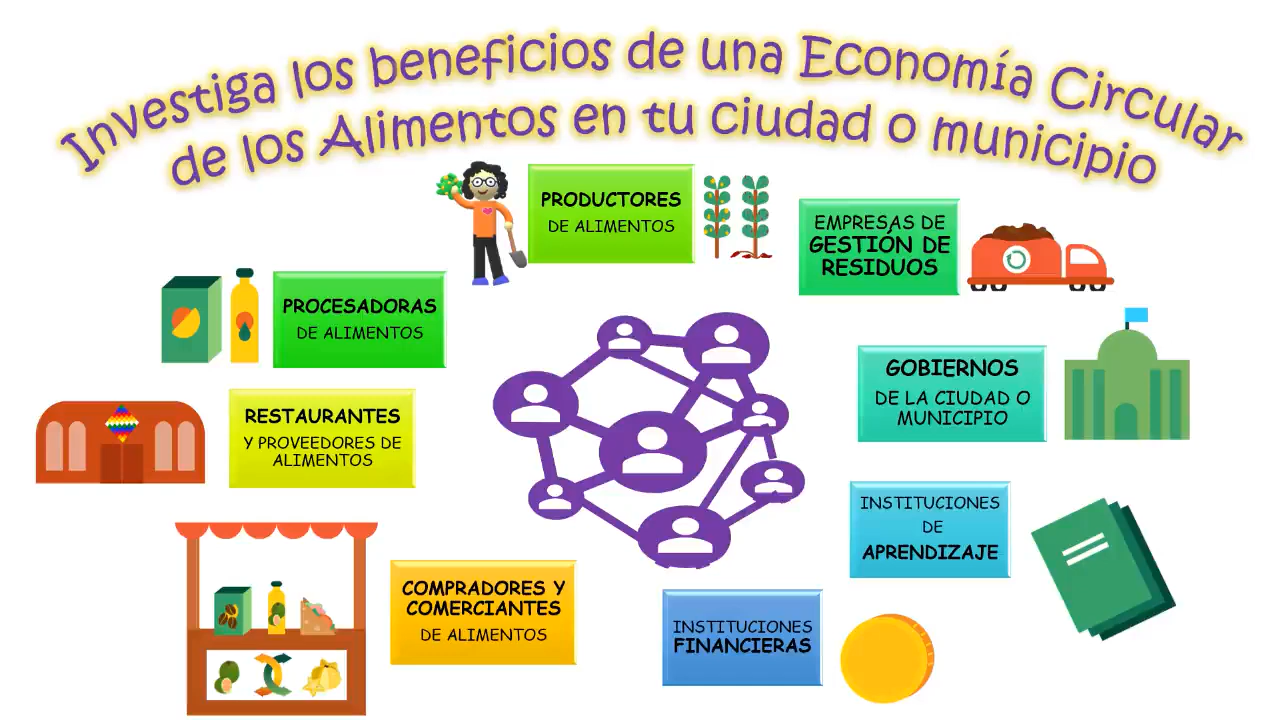 Investiga los beneficios de una Economía Circular
de los Alimentos en tu ciudad o municipio
PRODUCTORES
DE ALIMENTOS
EMPRESAS DE
GESTIÓN DE
RESIDUOS
PROCESADORAS
DE ALIMENTOS
GOBIERNOS
DE LA CIUDAD O
MUNICIPIO
RESTAURANTES
Y PROVEEDORES DE
ALIMENTOS
INSTITUCIONES
DE
APRENDIZAJE
COMPRADORES Y
COMERCIANTES
DE ALIMENTOS
INSTITUCIONES
FINANCIERAS